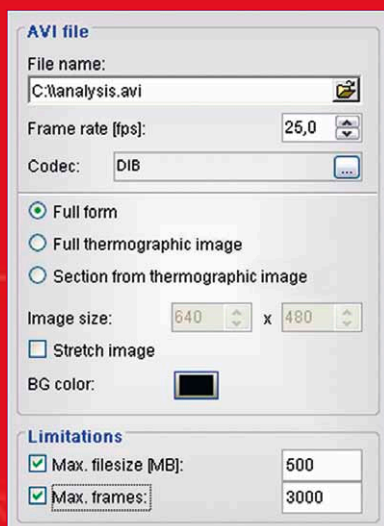 AVI file
File name:
C:\\analysis.avi
Frame rate [fps]: 25,0
Codec: DIB ...
Full form
Full thermographic image
Section from thermographic image
Image size: 640 x 480
Stretch image
BG color:
Limitations
Max. filesize [MB]: 500
Max. frames: 3000